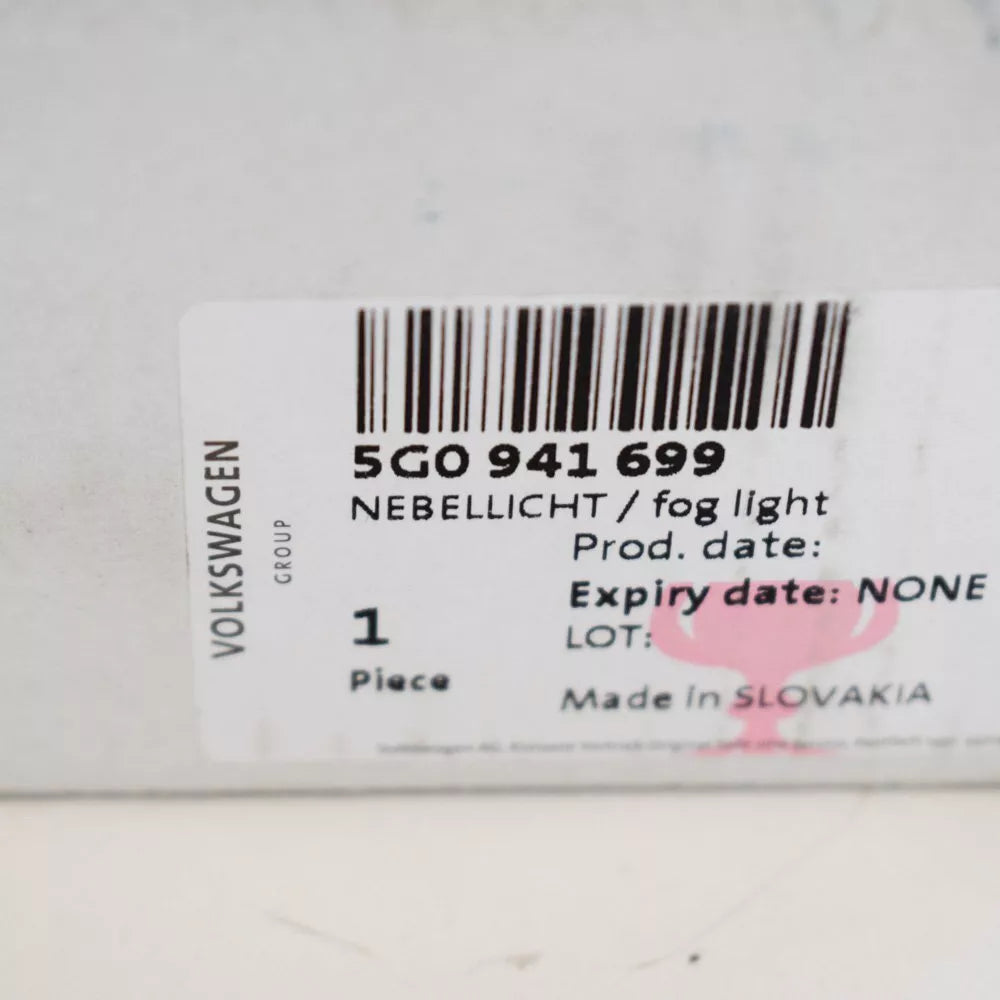 VOLKSWAGEN
GROUP
5G0 941 699
NEBELLICHT / fog light
Prod. date:
Expiry date: NONE
1
LOT:
Piece
Made in SLOVAKIA